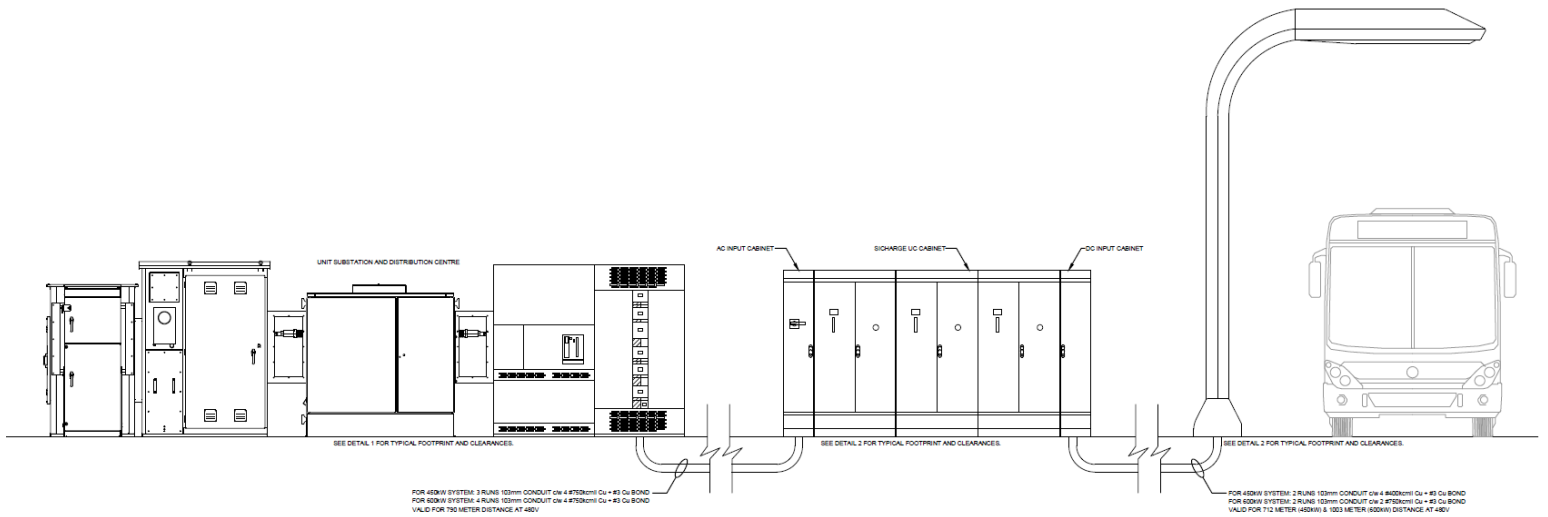 AC INPUT CABINET
SICHARGE UC CABINET
DC INPUT CABINET
UNIT SUBSTATION AND DISTRIBUTION CENTRE
SEE DETAIL 1 FOR TYPICAL FOOTPRINT AND CLEARANCES.
SEE DETAIL 2 FOR TYPICAL FOOTPRINT AND CLEARANCES.
SEE DETAIL 2 FOR TYPICAL FOOTPRINT AND CLEARANCES.
FOR 450kW SYSTEM: 3 RUNS 103mm CONDUIT c/w 4 #750kcmil Cu + #3 Cu BOND
FOR 600kW SYSTEM: 4 RUNS 103mm CONDUIT c/w 4 #750kcmil Cu + #3 Cu BOND
VALID FOR 790 METER DISTANCE AT 480V
FOR 450kW SYSTEM: 2 RUNS 103mm CONDUIT c/w 4 #400kcmil Cu + #3 Cu BOND
FOR 600kW SYSTEM: 2 RUNS 103mm CONDUIT c/w 2 #750kcmil Cu + #3 Cu BOND
VALID FOR 712 METER (450kW) & 1003 METER (600kW) DISTANCE AT 480V